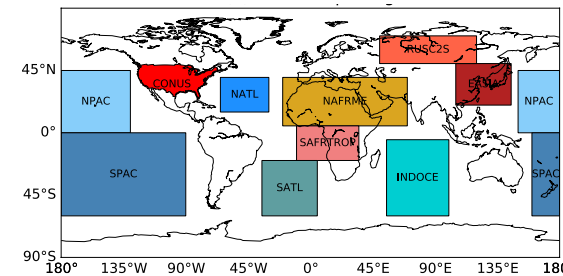 RUSC2S
45°N
CONUS
EASIA
NATL
NPAC
NAFRME
NPAC
0°
SAFRTROP
SPAC
INDOCE
SPAC
SATL
45°S
90°S
180° 135°W 90°W 45°W 0° 45°E 90°E 135°E 180°